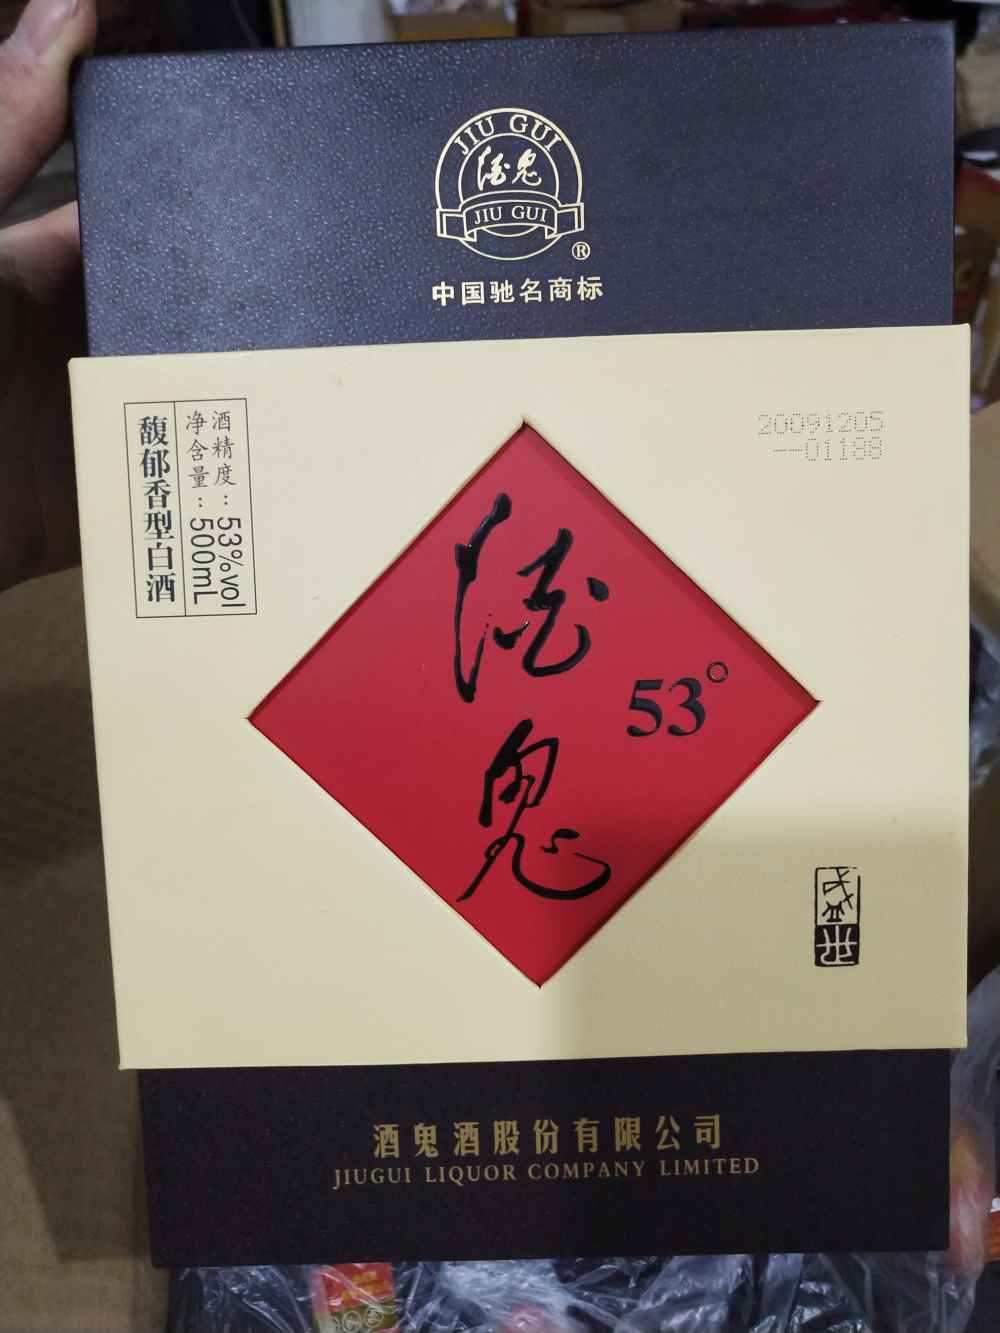 JIU GUI
酒鬼
JIU GUI
®
中国驰名商标
馥郁香型白酒
酒精度：53%vol
净含量：500mL
20091205
--01188
酒鬼
53°
酒鬼酒股份有限公司
JIUGUI LIQUOR COMPANY LIMITED